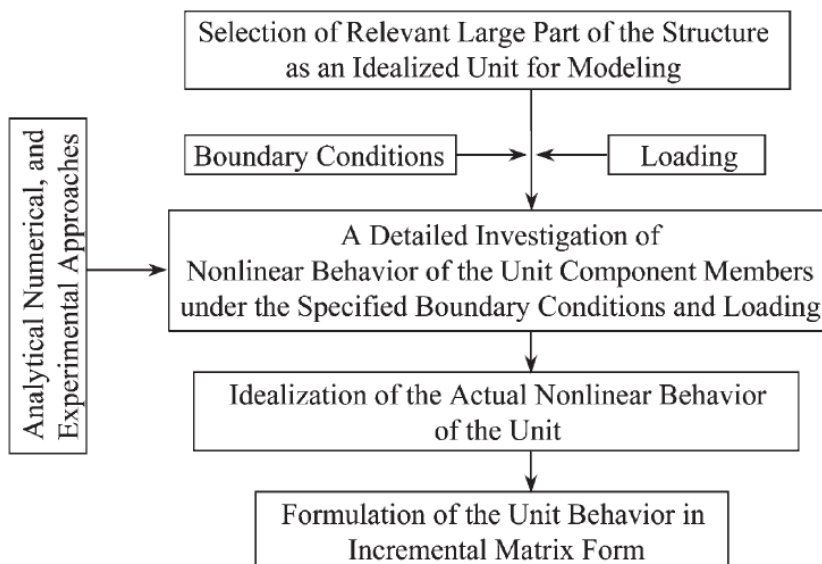 Selection of Relevant Large Part of the Structure
as an Idealized Unit for Modeling
Boundary Conditions
Loading
Analytical Numerical, and
Experimental Approaches
A Detailed Investigation of
Nonlinear Behavior of the Unit Component Members
under the Specified Boundary Conditions and Loading
Idealization of the Actual Nonlinear Behavior
of the Unit
Formulation of the Unit Behavior in
Incremental Matrix Form